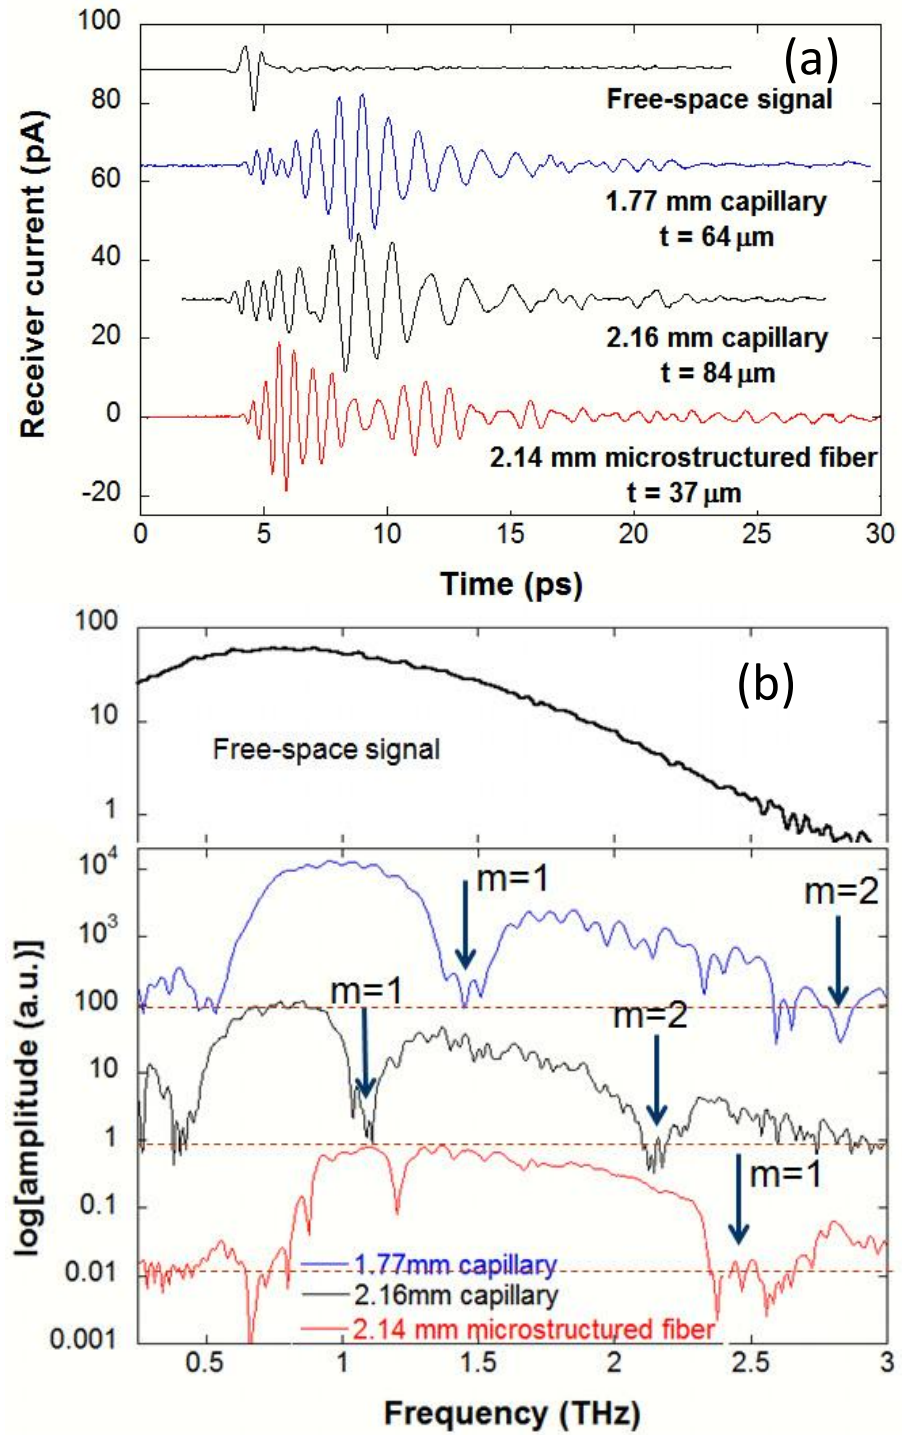 100
80
60
40
20
0
-20
Receiver current (pA)
(a)
Free-space signal
1.77 mm capillary
t = 64 μm
2.16 mm capillary
t = 84 μm
2.14 mm microstructured fiber
t = 37 μm
0 5 10 15 20 25 30
Time (ps)
100
10
1
(b)
Free-space signal
10⁴
10³
100
10
1
0.1
0.01
0.001
log[amplitude (a.u.)]
m=1
m=2
m=1
m=2
m=1
1.77mm capillary
2.16mm capillary
2.14 mm microstructured fiber
0.5 1 1.5 2 2.5 3
Frequency (THz)